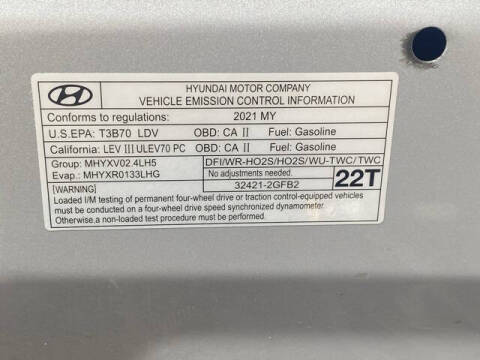 HYUNDAI MOTOR COMPANY
VEHICLE EMISSION CONTROL INFORMATION
Conforms to regulations: 2021 MY
U.S.EPA: T3B70 LDV OBD: CA II Fuel: Gasoline
California: LEV III ULEV70 PC OBD: CA II Fuel: Gasoline
Group: MHYXV02.4LH5 DFI/WR-HO2S/HO2S/WU-TWC/TWC
Evap.: MHYXR0133LHG No adjustments needed. 22T
[WARNING] 32421-2GFB2
Loaded I/M testing of permanent four-wheel drive or traction control-equipped vehicles
must be conducted on a four-wheel drive speed synchronized dynamometer.
Otherwise,a non-loaded test procedure must be performed.